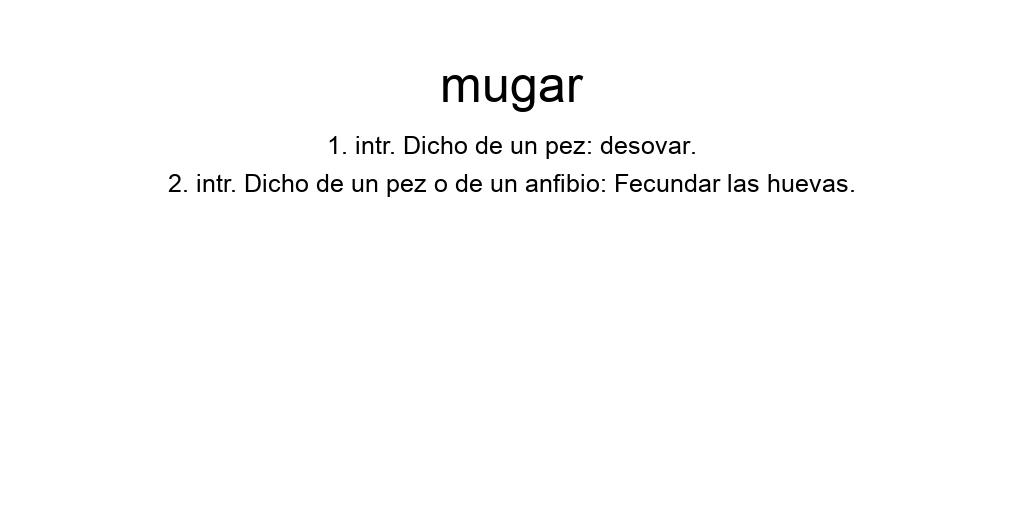 mugar
1. intr. Dicho de un pez: desovar.
2. intr. Dicho de un pez o de un anfibio: Fecundar las huevas.